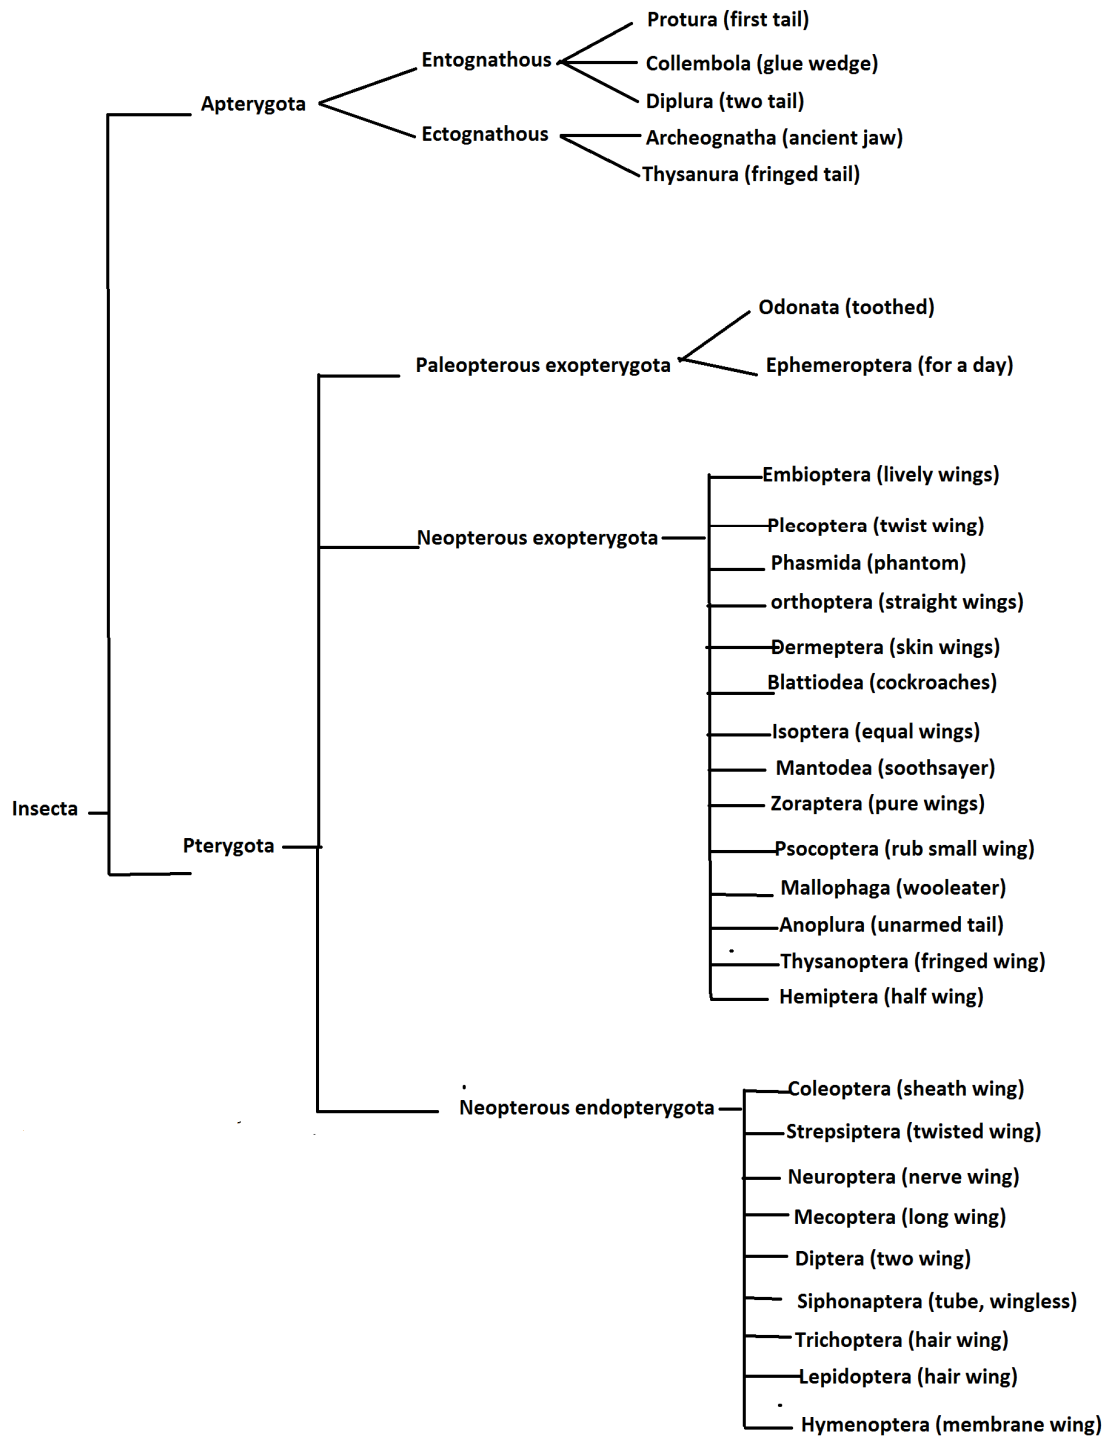 Protura (first tail)
Entognathous
Collembola (glue wedge)
Diplura (two tail)
Apterygota
Ectognathous
Archeognatha (ancient jaw)
Thysanura (fringed tail)
Odonata (toothed)
Paleopterous exopterygota
Ephemeroptera (for a day)
Embioptera (lively wings)
Plecoptera (twist wing)
Neopterous exopterygota
Phasmida (phantom)
orthoptera (straight wings)
Dermeptera (skin wings)
Blattiodea (cockroaches)
Isoptera (equal wings)
Mantodea (soothsayer)
Zoraptera (pure wings)
Insecta
Pterygota
Psocoptera (rub small wing)
Mallophaga (wooleater)
Anoplura (unarmed tail)
Thysanoptera (fringed wing)
Hemiptera (half wing)
Coleoptera (sheath wing)
Neopterous endopterygota
Strepsiptera (twisted wing)
Neuroptera (nerve wing)
Mecoptera (long wing)
Diptera (two wing)
Siphonaptera (tube, wingless)
Trichoptera (hair wing)
Lepidoptera (hair wing)
Hymenoptera (membrane wing)